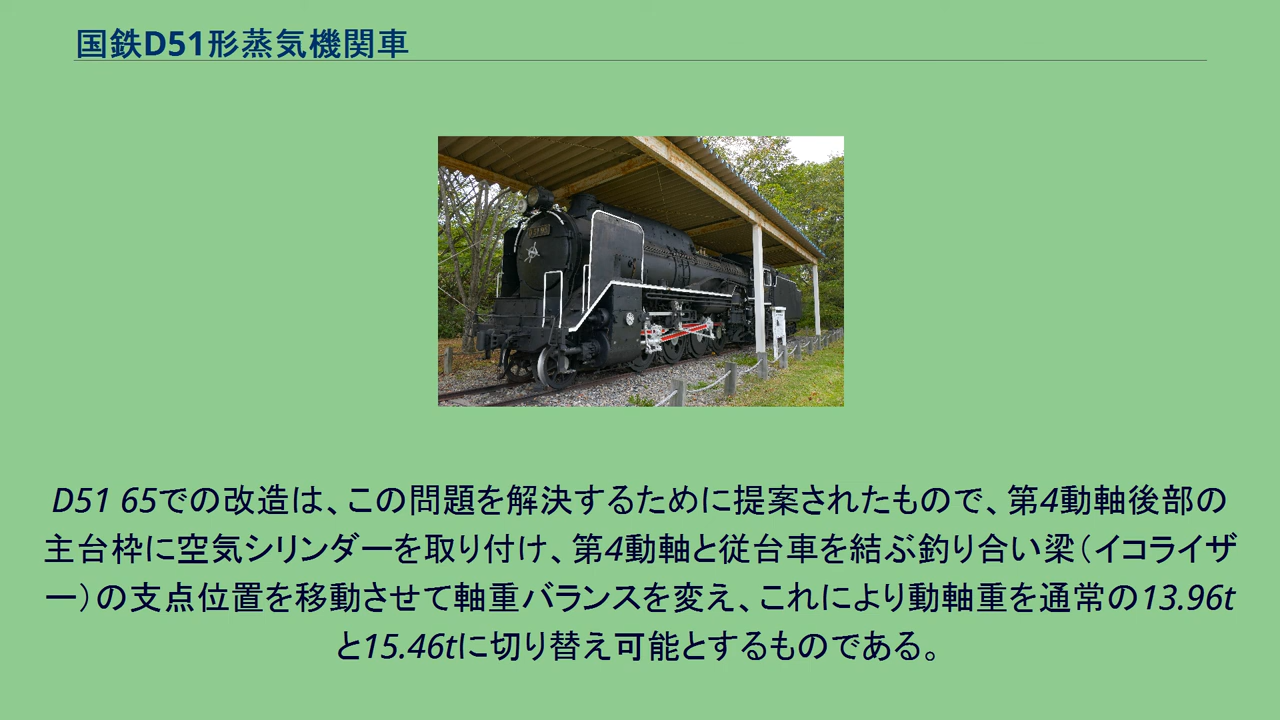 国鉄D51形蒸気機関車
D51 65での改造は、この問題を解決するために提案されたもので、第4動軸後部の
主台枠に空気シリンダーを取り付け、第4動軸と従台車を結ぶ釣り合い梁（イコライザ
ー）の支点位置を移動させて軸重バランスを変え、これにより動軸重を通常の13.96t
と15.46tに切り替え可能とするものである。